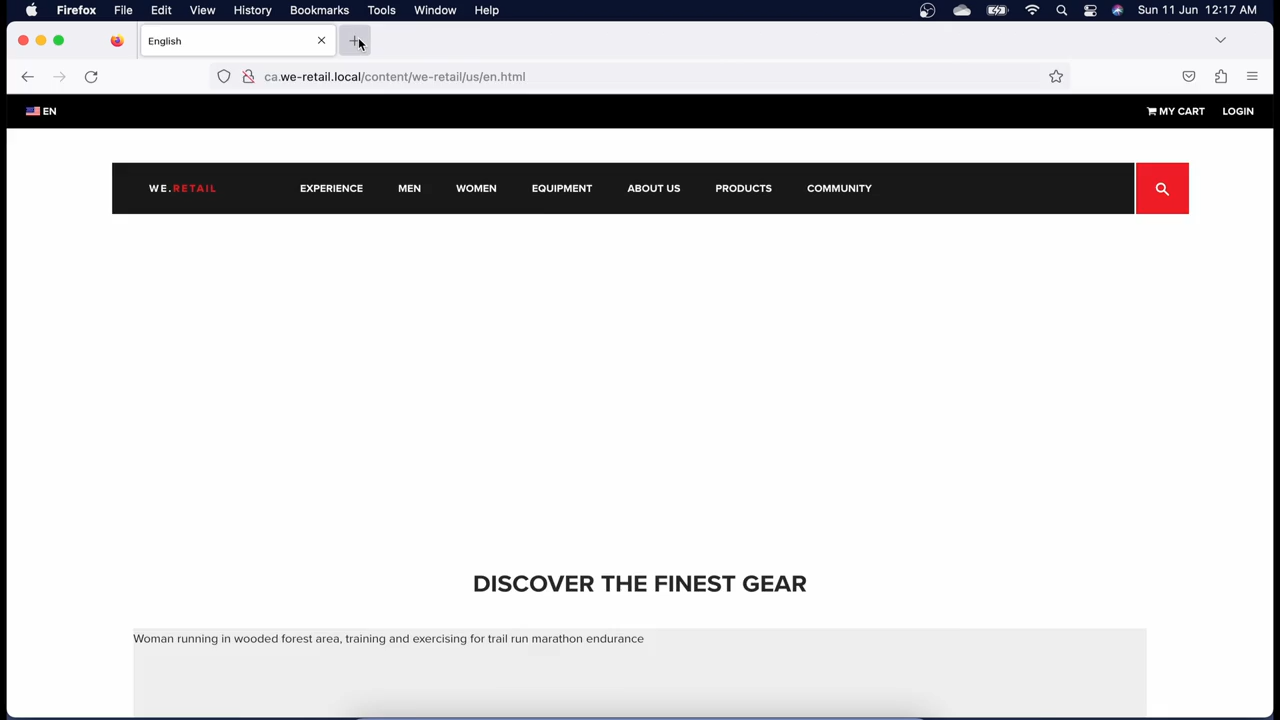 Firefox File Edit View History Bookmarks Tools Window Help Sun 11 Jun 12:17 AM
English
ca.we-retail.local/content/we-retail/us/en.html
EN MY CART LOGIN
WE.RETAIL EXPERIENCE MEN WOMEN EQUIPMENT ABOUT US PRODUCTS COMMUNITY
DISCOVER THE FINEST GEAR
Woman running in wooded forest area, training and exercising for trail run marathon endurance